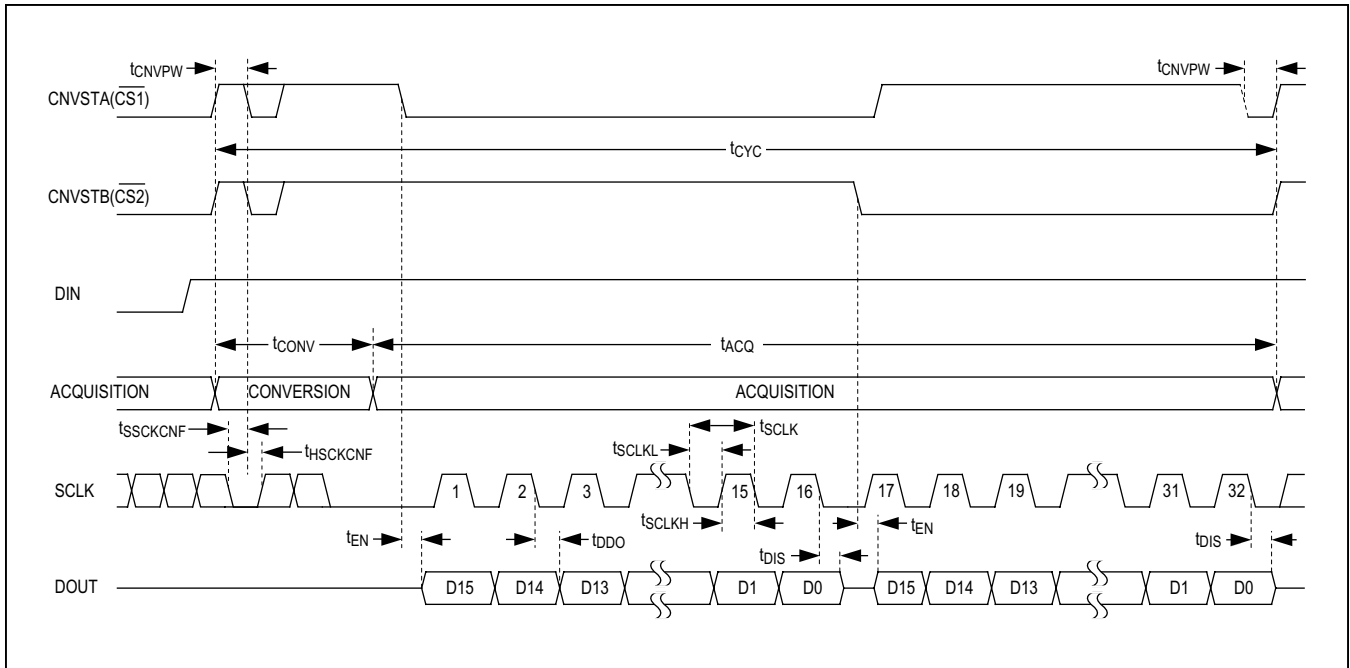 tCNVPW tCNVPW
CNVSTA(CS1)
tCYC
CNVSTB(CS2)
DIN
tCONV tACQ
ACQUISITION CONVERSION ACQUISITION
tSSCKCNF tHSCKCNF tSCLKL tSCLK
SCLK 1 2 3 15 16 17 18 19 31 32
tEN tDDO tSCLKH tDIS tEN tDIS
DOUT D15 D14 D13 D1 D0 D15 D14 D13 D1 D0